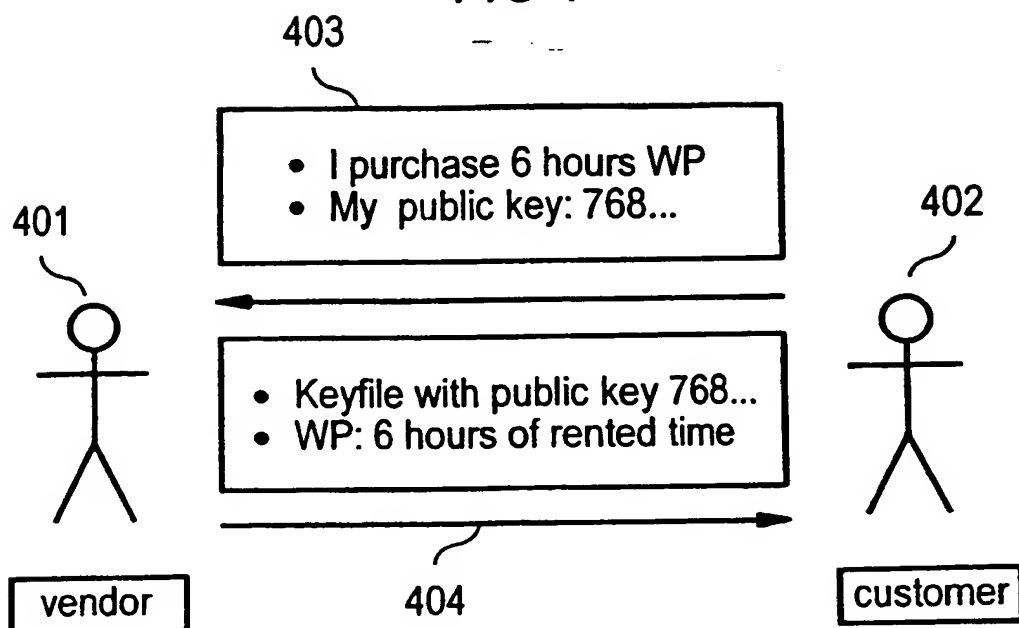 403
• I purchase 6 hours WP
• My public key: 768...
401
402
• Keyfile with public key 768...
• WP: 6 hours of rented time
vendor
404
customer